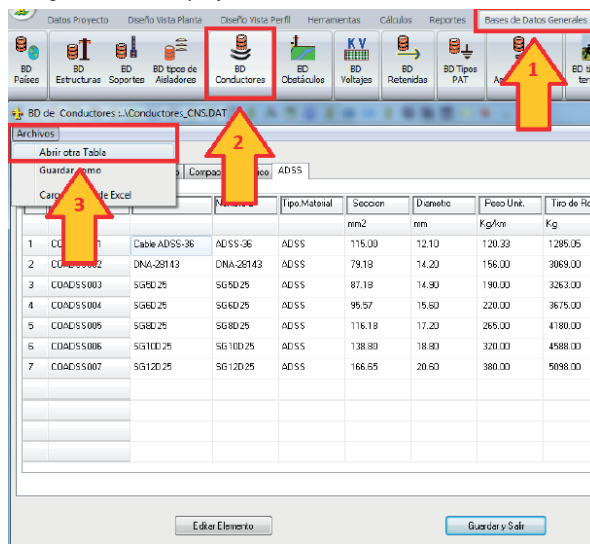 Datos Proyecto Diseño Vista Planta Diseño Vista Perfil Herramientas Cálculos Reportes Bases de Datos Generales
BD Países BD Estructuras BD Soportes BD tipos de Aisladores BD Conductores BD Obstáculos KV BD Voltajes BD Retenidas BD Tipos PAT
1
BD de Conductores :..\Conductores_CNS.DAT
2
Archivos
Abrir otra Tabla
Guardar como
ADSS
de Excel
3
Tipo.Material Seccion Diametro Peso Unit. Tiro de Ro
mm2 mm Kg/Km Kg
1 Cable ADSS-36 ADSS-36 ADSS 115.00 12.10 120.33 1285.05
2 DNA-28143 DNA-28143 ADSS 79.18 14.20 156.00 3069.00
3 COADSS003 SG5D25 SG5D25 ADSS 87.18 14.90 190.00 3263.00
4 COADSS004 SG6D25 SG6D25 ADSS 95.57 15.60 220.00 3675.00
5 COADSS005 SG8D25 SG8D25 ADSS 116.18 17.20 265.00 4180.00
6 COADSS006 SG10D25 SG10D25 ADSS 138.80 18.80 320.00 4588.00
7 COADSS007 SG12D25 SG12D25 ADSS 166.65 20.60 380.00 5098.00
Editar Elemento Guardar y Salir